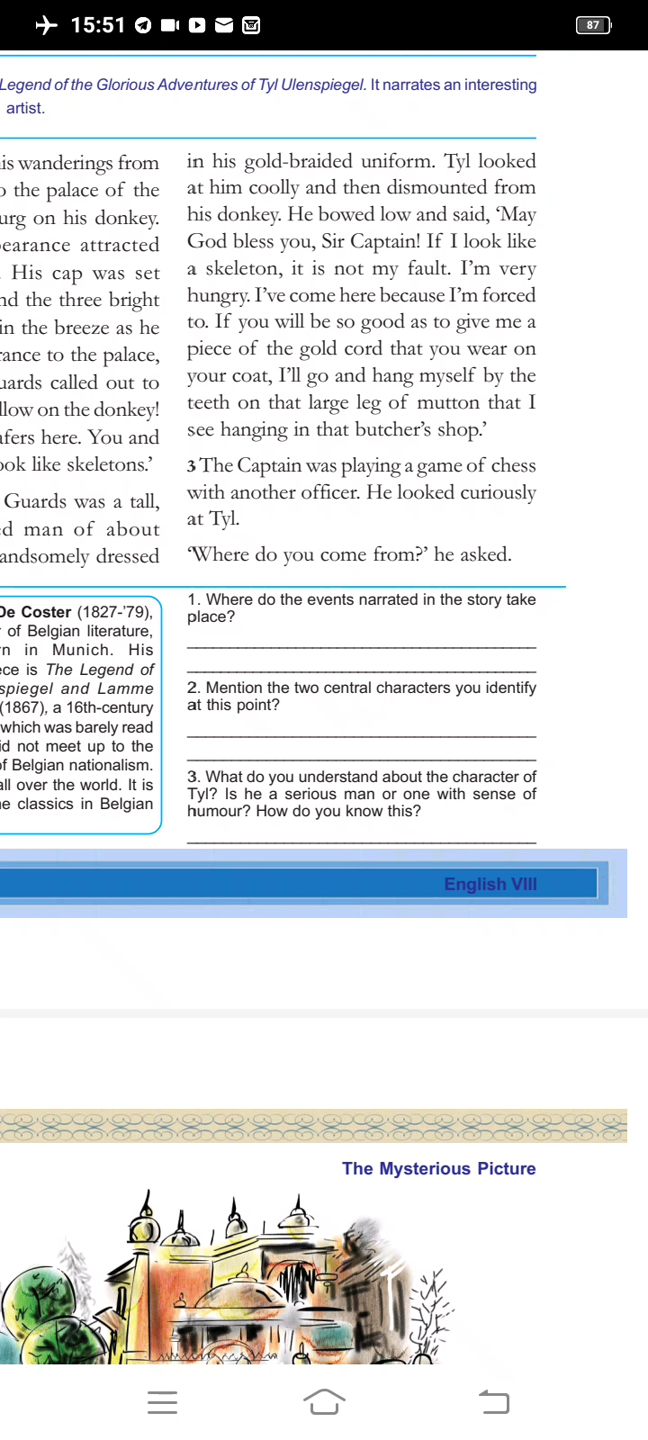 15:51
87
Legend of the Glorious Adventures of Tyl Ulenspiegel. It narrates an interesting
artist.
is wanderings from
o the palace of the
urg on his donkey.
pearance attracted
. His cap was set
nd the three bright
in the breeze as he
rance to the palace,
uards called out to
llow on the donkey!
afers here. You and
ook like skeletons.’
Guards was a tall,
ed man of about
andsomely dressed
in his gold-braided uniform. Tyl looked
at him coolly and then dismounted from
his donkey. He bowed low and said, ‘May
God bless you, Sir Captain! If I look like
a skeleton, it is not my fault. I’m very
hungry. I’ve come here because I’m forced
to. If you will be so good as to give me a
piece of the gold cord that you wear on
your coat, I’ll go and hang myself by the
teeth on that large leg of mutton that I
see hanging in that butcher’s shop.’
3 The Captain was playing a game of chess
with another officer. He looked curiously
at Tyl.
‘Where do you come from?’ he asked.
De Coster (1827-’79),
r of Belgian literature,
rn in Munich. His
ece is The Legend of
spiegel and Lamme
(1867), a 16th-century
which was barely read
id not meet up to the
of Belgian nationalism.
all over the world. It is
ne classics in Belgian
1. Where do the events narrated in the story take
place?
2. Mention the two central characters you identify
at this point?
3. What do you understand about the character of
Tyl? Is he a serious man or one with sense of
humour? How do you know this?
English VIII
The Mysterious Picture